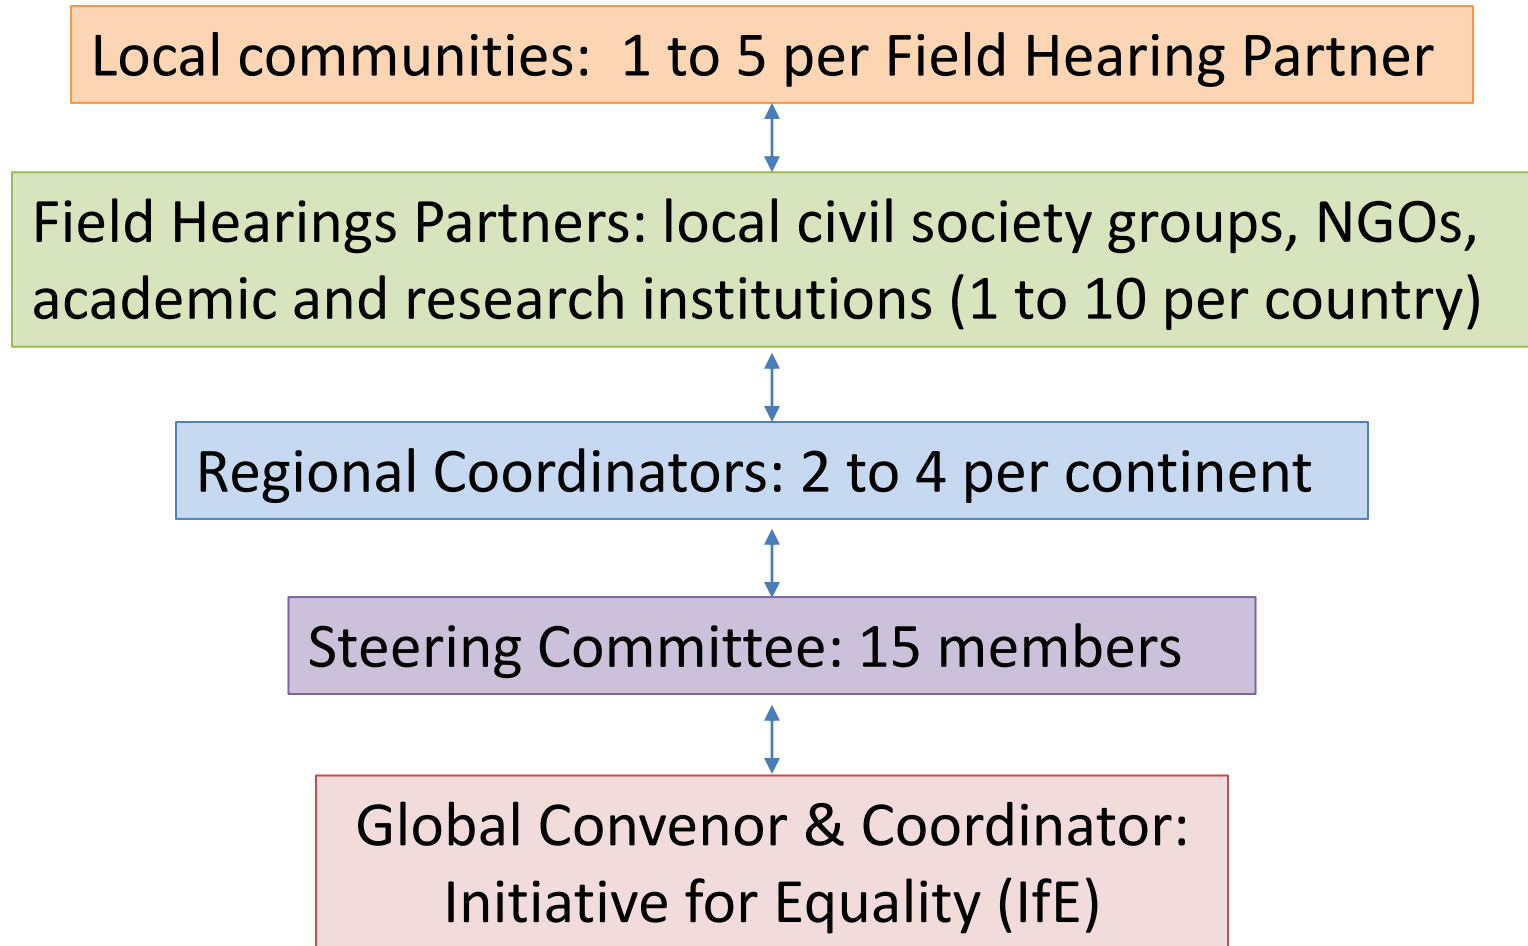 Local communities:  1 to 5 per Field Hearing Partner
Field Hearings Partners: local civil society groups, NGOs,
academic and research institutions (1 to 10 per country)
Regional Coordinators: 2 to 4 per continent
Steering Committee: 15 members
Global Convenor & Coordinator:
Initiative for Equality (IfE)